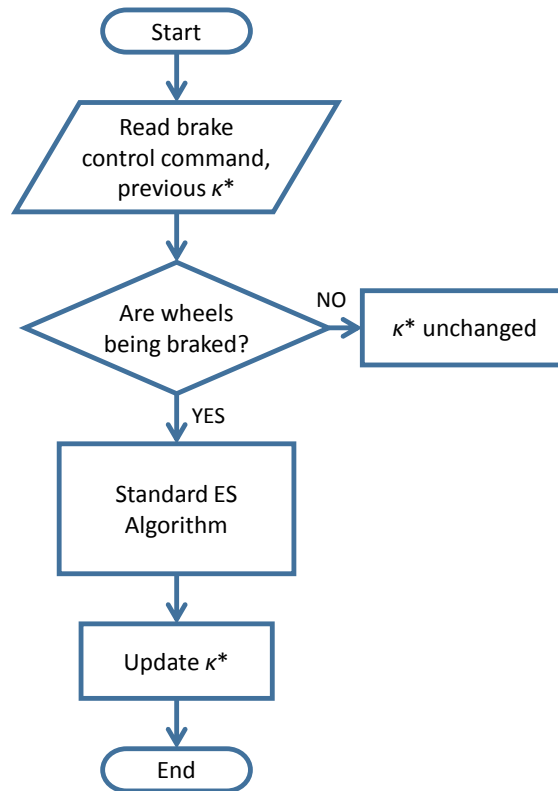 Start
Read brake
control command,
previous κ*
Are wheels
being braked?
NO
κ* unchanged
YES
Standard ES
Algorithm
Update κ*
End